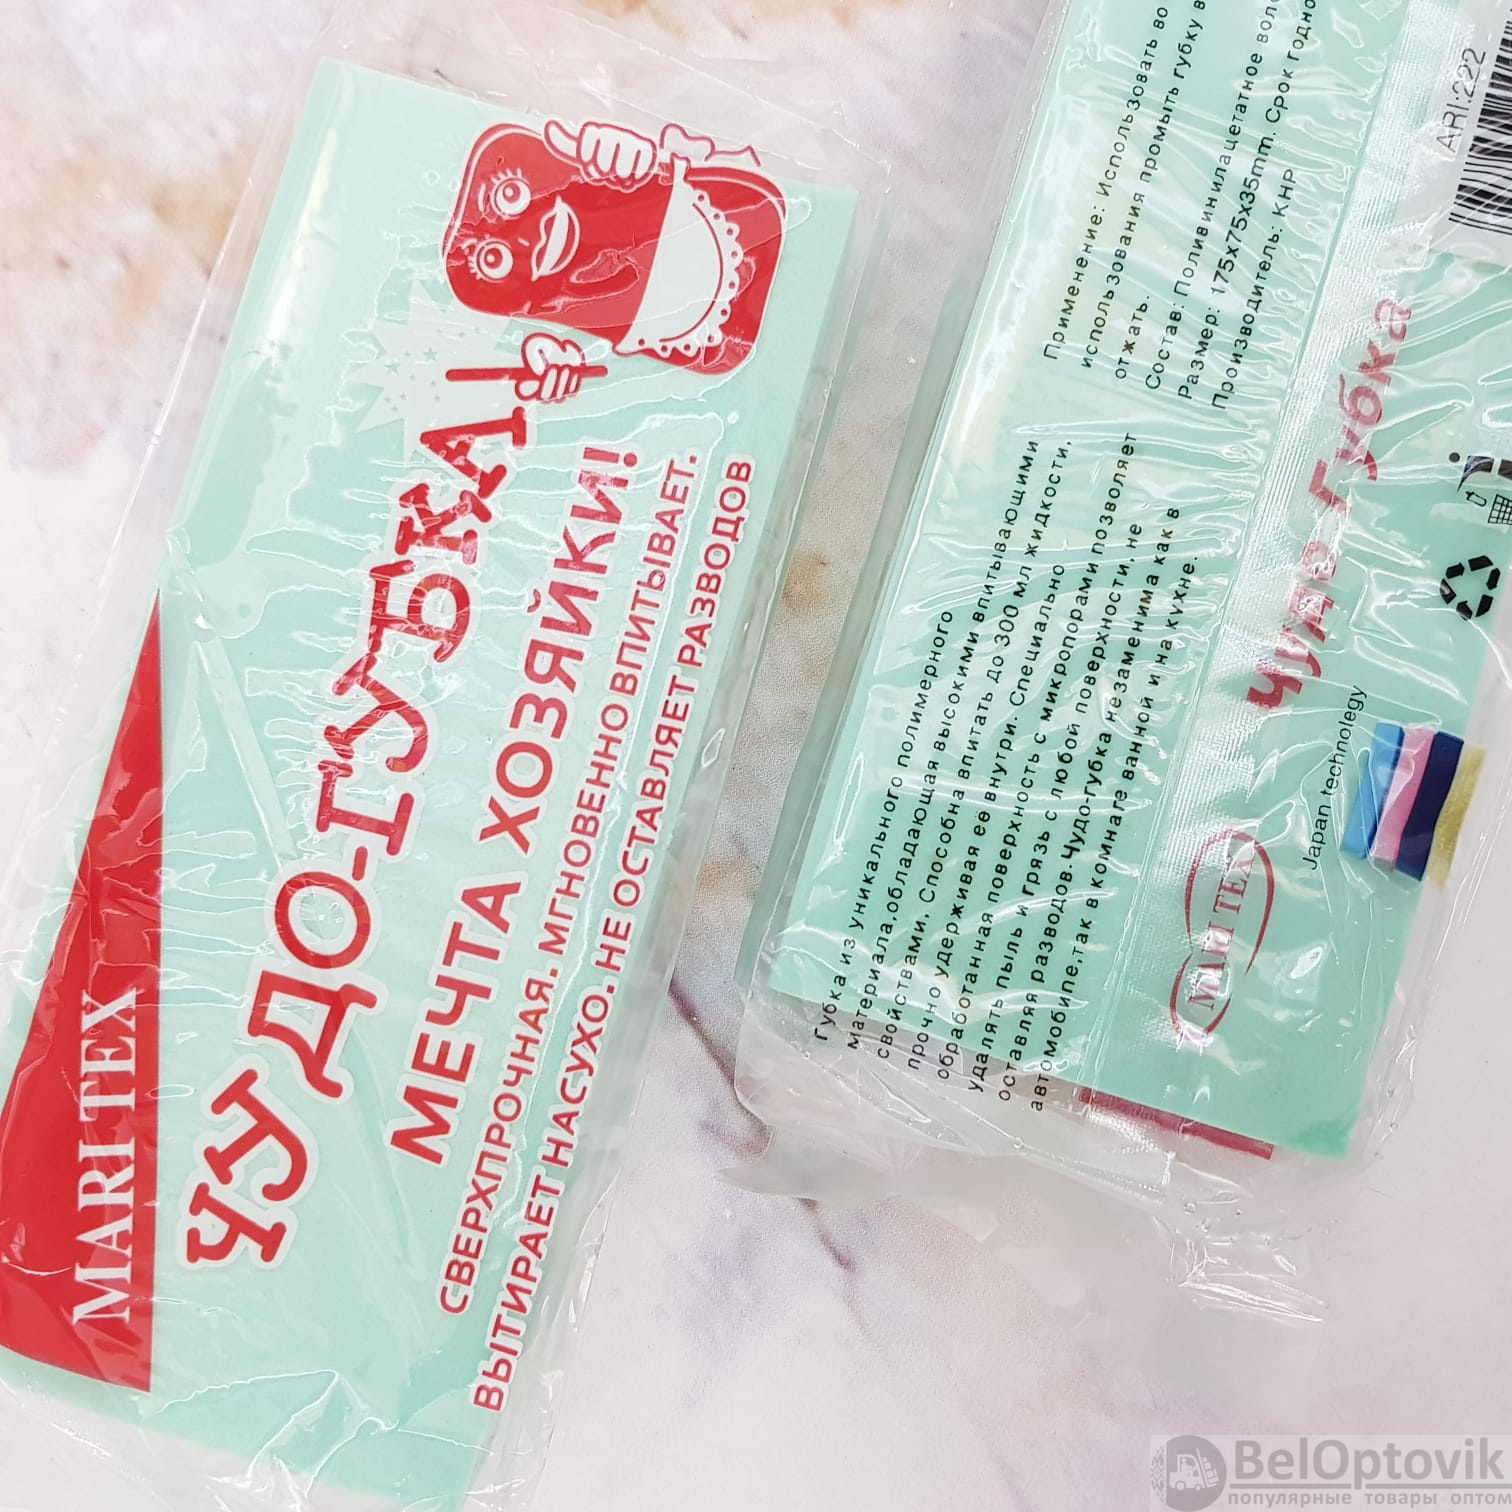 MARI TEX
ЧУДО-ГУБКА
МЕЧТА ХОЗЯЙКИ!
СВЕРХПРОЧНАЯ. МГНОВЕННО ВПИТЫВАЕТ.
ВЫТИРАЕТ НАСУХО. НЕ ОСТАВЛЯЕТ РАЗВОДОВ
Губка из уникального полимерного
материала, обладающая высокими впитывающими
свойствами. Способна впитать до 300 мл жидкости,
прочно удерживая её внутри. Специально
обработанная поверхность с микропорами позволяет
удалять пыль и грязь с любой поверхности, не
оставляя разводов. Чудо-губка незаменима как в
автомобиле, так в комнате ванной и на кухне.
Применение: Использовать во
использования промыть губку в
отжать.
Состав: Поливинилацетатное
Размер: 175x75x35mm. Срок
Производитель: КНР
Чудо губка
MARI TEX
Japan technolegy
ARI:222
BelOptovik
популярные товары оптом